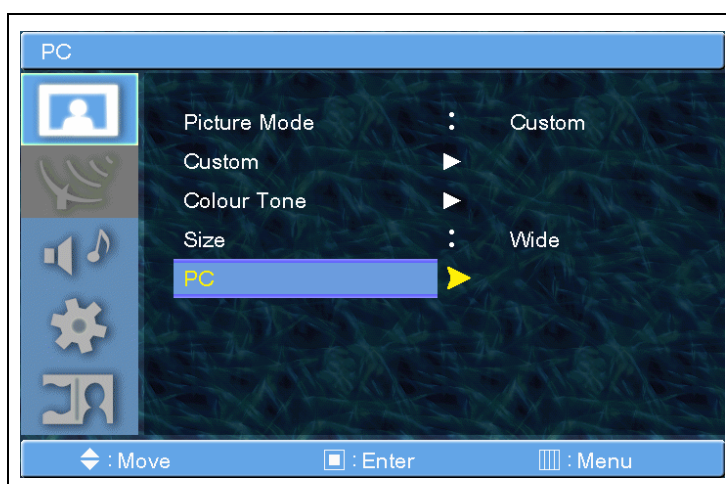 PC
Picture Mode : Custom
Custom
Colour Tone
Size : Wide
PC
: Move : Enter : Menu